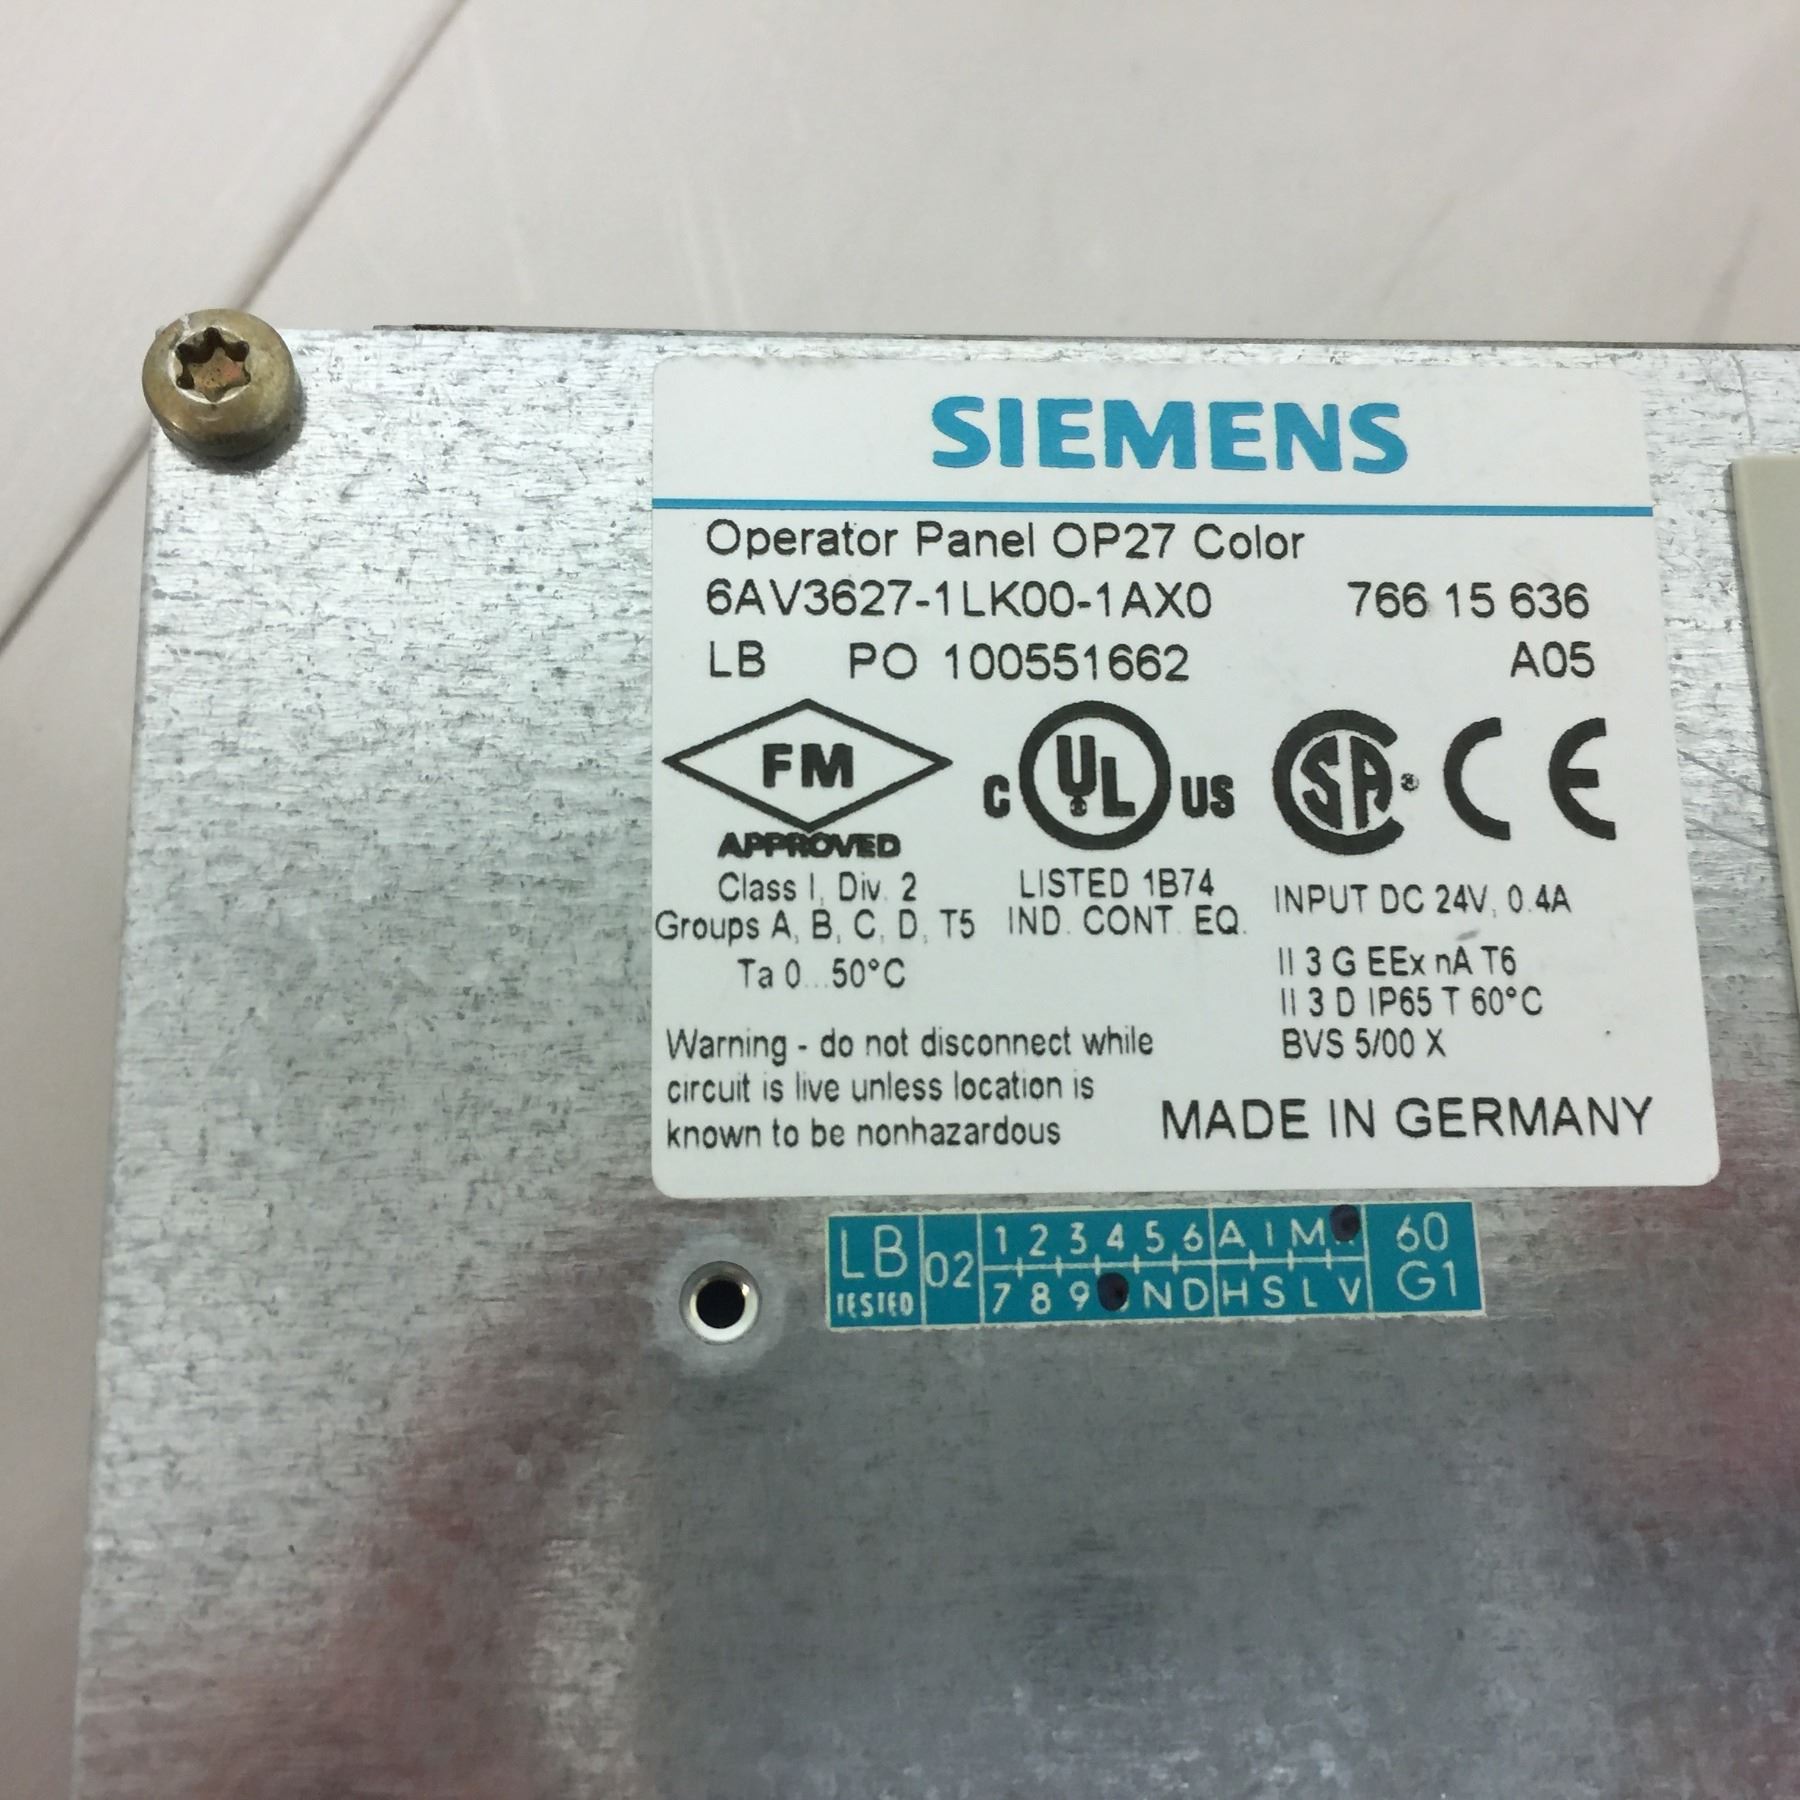 SIEMENS
Operator Panel OP27 Color
6AV3627-1LK00-1AX0 766 15 636
LB PO 100551662 A05
FM
APPROVED
Class I, Div. 2
Groups A, B, C, D, T5
Ta 0...50°C
C UL US
LISTED 1B74
IND. CONT. EQ.
SA ®
CE
INPUT DC 24V, 0.4A
II 3 G EEx nA T6
II 3 D IP65 T 60°C
BVS 5/00 X
Warning - do not disconnect while
circuit is live unless location is
known to be nonhazardous
MADE IN GERMANY
LB
TESTED
02
1 2 3 4 5 6 A I M
7 8 9 N D H S L V
60
G1